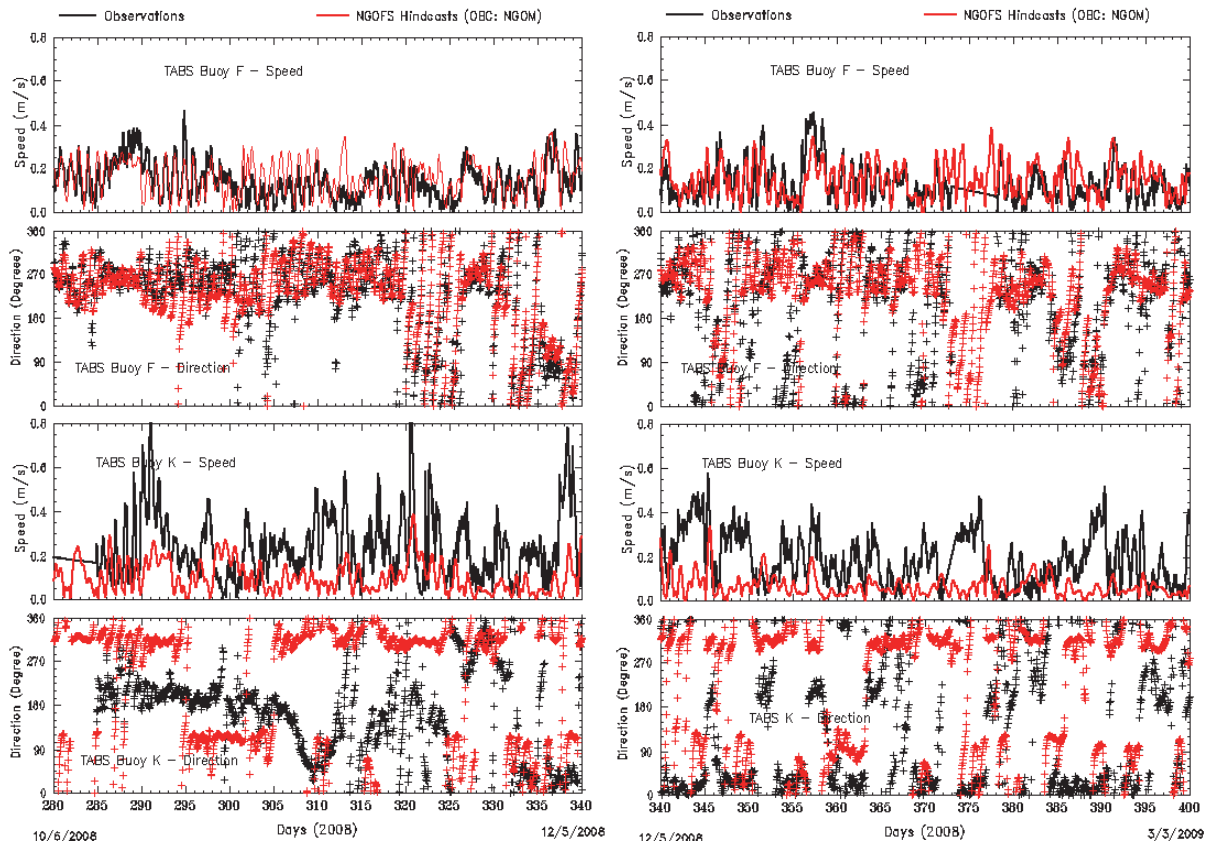 Observations
NGOFS Hindcasts (OBC: NGOM)
Observations
NGOFS Hindcasts (OBC: NGOM)
0.8
0.6
0.4
0.2
0.0
Speed (m/s)
TABS Buoy F – Speed
0.8
0.6
0.4
0.2
0.0
Speed (m/s)
TABS Buoy F – Speed
360
270
180
90
0
Direction (Degreee)
TABS Buoy F – Direction
360
270
180
90
0
Direction (Degree)
TABS Buoy F – Direction
0.8
0.6
0.4
0.2
0.0
Speed (m/s)
TABS Buoy K – Speed
0.8
0.6
0.4
0.2
0.0
Speed (m/s)
TABS Buoy K – Speed
360
270
180
90
0
Direction (Degree)
TABS Buoy K – Direction
360
270
180
90
0
Direction (Degree)
TABS K – Direction
280 285 290 295 300 305 310 315 320 325 330 335 340
340 345 350 355 360 365 370 375 380 385 390 395 400
10/6/2008
Days (2008)
12/5/2008
12/5/2008
Days (2008)
3/3/2009